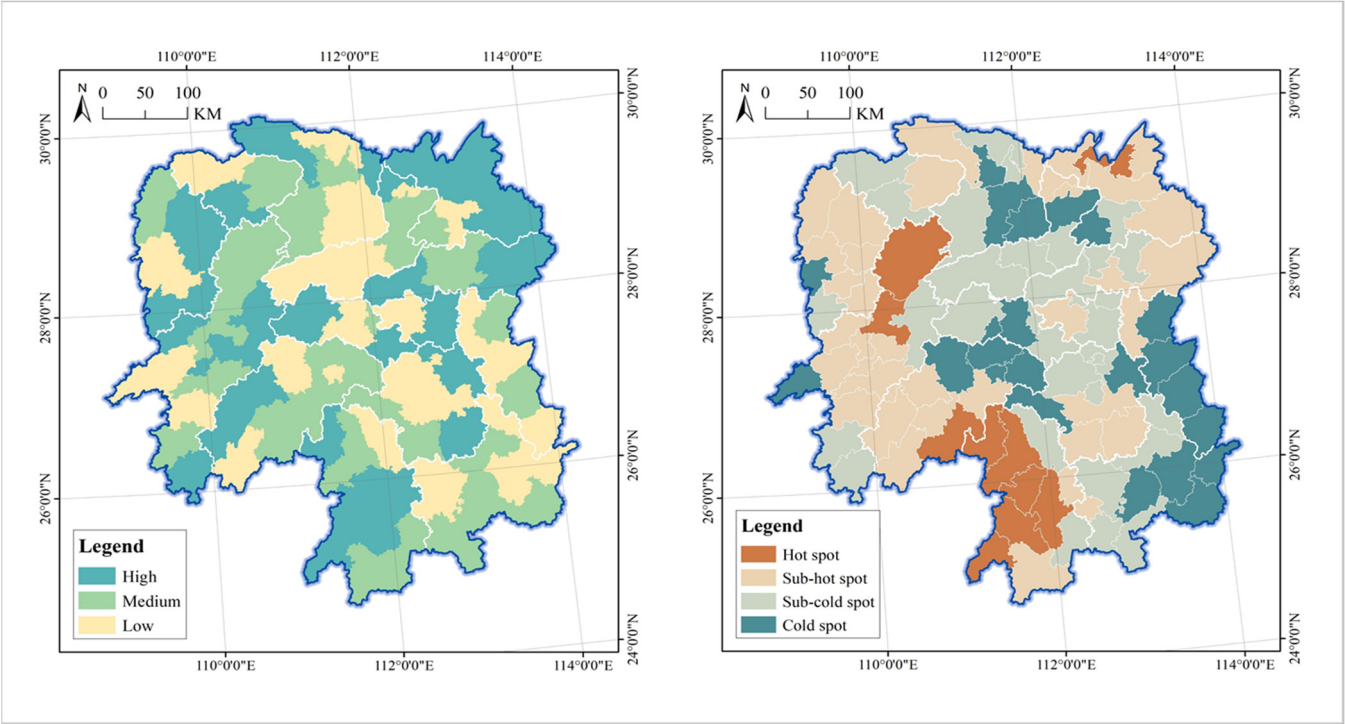 110°0'0"E 112°0'0"E 114°0'0"E
N 0 50 100 KM
30°0'0"N
30°0'0"N
28°0'0"N
28°0'0"N
26°0'0"N
26°0'0"N
24°0'0"N
Legend
High
Medium
Low
110°0'0"E 112°0'0"E 114°0'0"E
110°0'0"E 112°0'0"E 114°0'0"E
N 0 50 100 KM
30°0'0"N
30°0'0"N
28°0'0"N
28°0'0"N
26°0'0"N
26°0'0"N
24°0'0"N
Legend
Hot spot
Sub-hot spot
Sub-cold spot
Cold spot
110°0'0"E 112°0'0"E 114°0'0"E